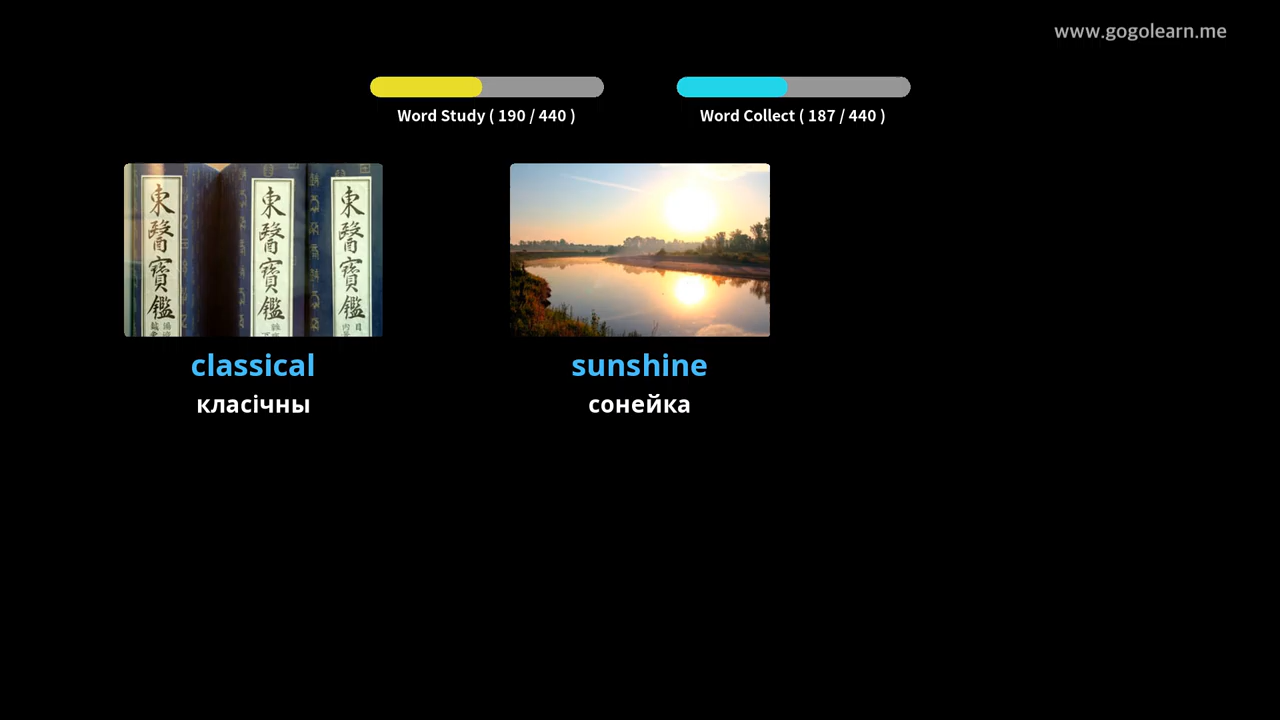 www.gogolearn.me
Word Study ( 190 / 440 )
Word Collect ( 187 / 440 )
東醫寶鑑
東醫寶鑑
東醫寶鑑
classical
sunshine
класічны
сонейка